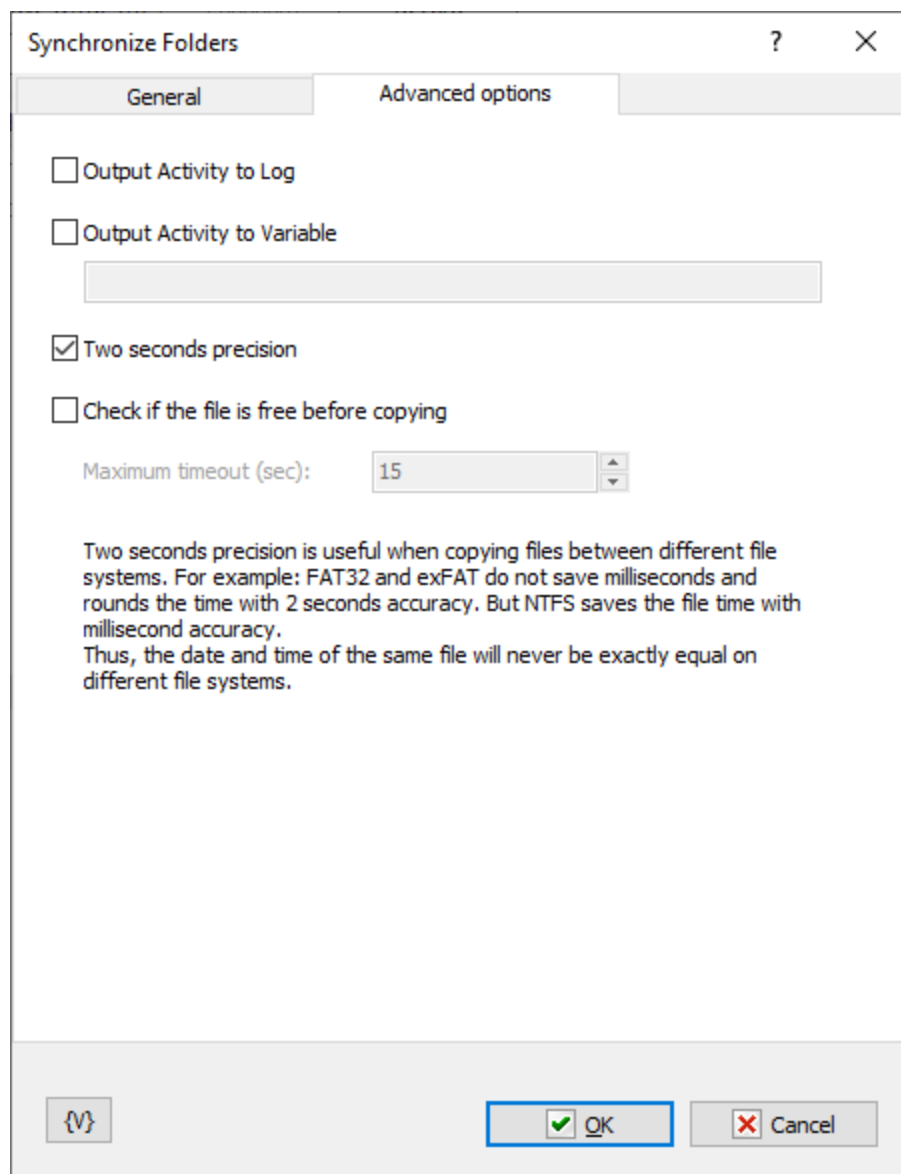 Synchronize Folders ?
General Advanced options
Output Activity to Log
Output Activity to Variable
Two seconds precision
Check if the file is free before copying
Maximum timeout (sec): 15
Two seconds precision is useful when copying files between different file
systems. For example: FAT32 and exFAT do not save milliseconds and
rounds the time with 2 seconds accuracy. But NTFS saves the file time with
millisecond accuracy.
Thus, the date and time of the same file will never be exactly equal on
different file systems.
{V} OK Cancel